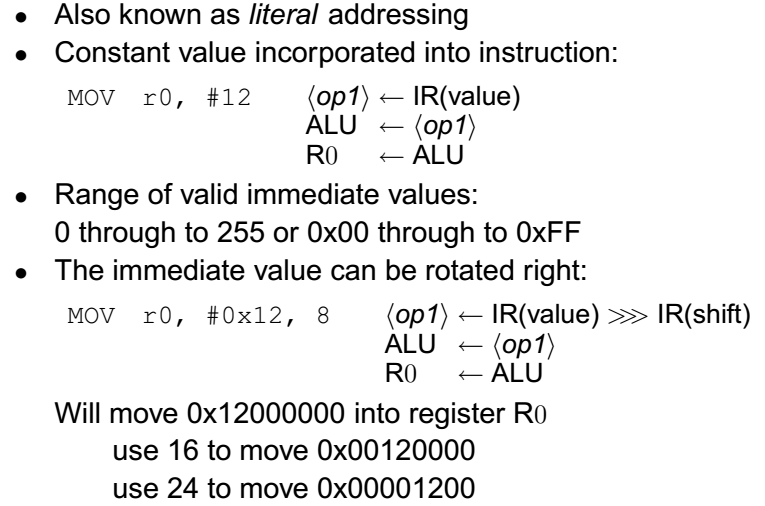 • Also known as literal addressing
• Constant value incorporated into instruction:
MOV r0, #12 ⟨op1⟩ ← IR(value)
ALU ← ⟨op1⟩
R0 ← ALU
• Range of valid immediate values:
0 through to 255 or 0x00 through to 0xFF
• The immediate value can be rotated right:
MOV r0, #0x12, 8 ⟨op1⟩ ← IR(value) ⋙ IR(shift)
ALU ← ⟨op1⟩
R0 ← ALU
Will move 0x12000000 into register R0
use 16 to move 0x00120000
use 24 to move 0x00001200